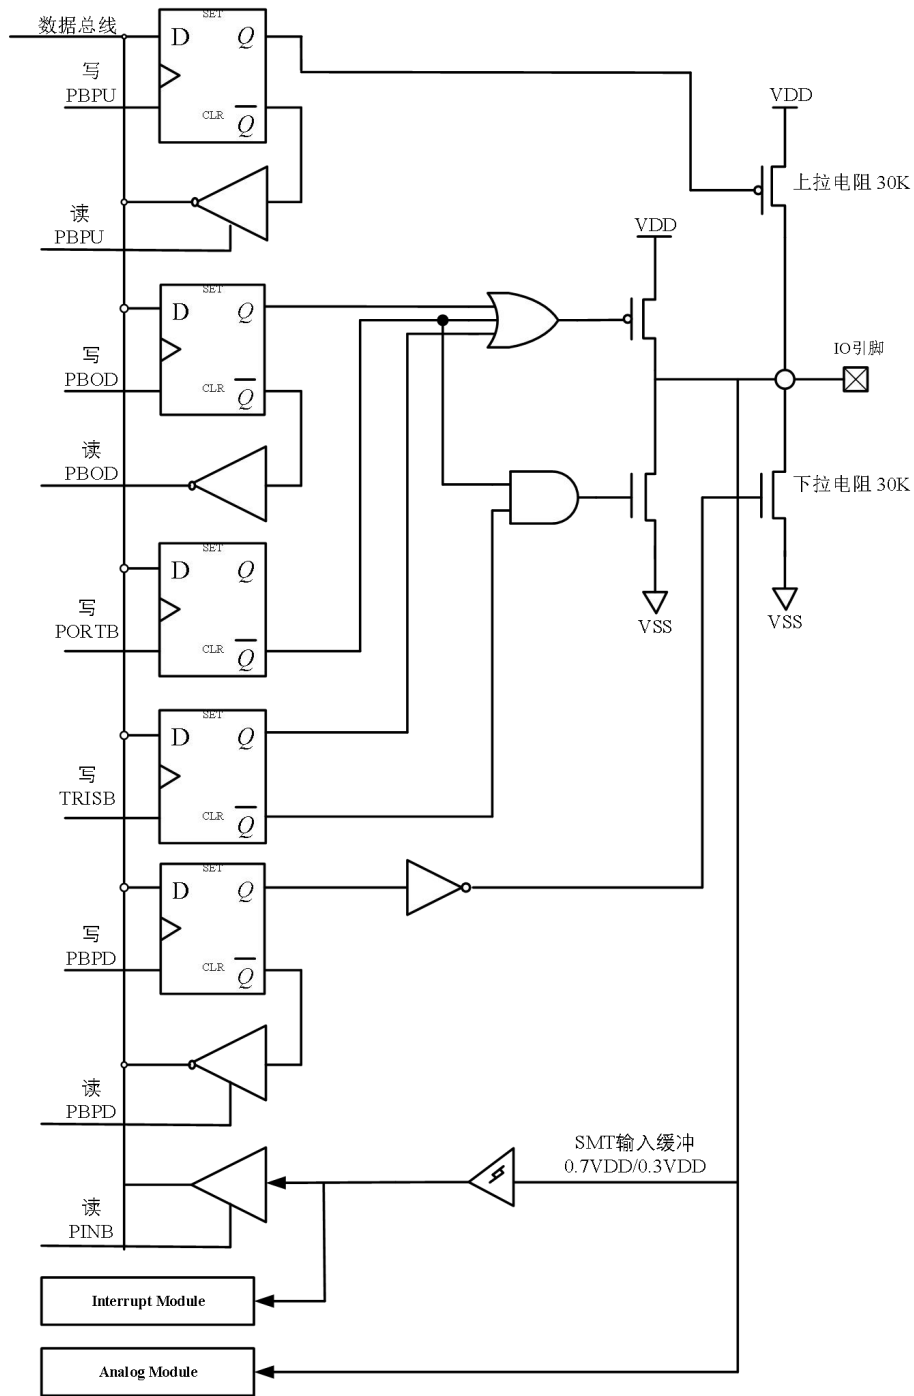 数据总线
SET
D
Q
写
PBPU
CLR
Q
VDD
上拉电阻 30K
读
PBPU
VDD
SET
D
Q
写
PBOD
CLR
Q
IO引脚
读
PBOD
下拉电阻 30K
SET
D
Q
写
PORTB
CLR
Q
VSS
VSS
SET
D
Q
写
TRISB
CLR
Q
SET
D
Q
写
PBPD
CLR
Q
读
PBPD
SMT输入缓冲
0.7VDD/0.3VDD
读
PINB
Interrupt Module
Analog Module